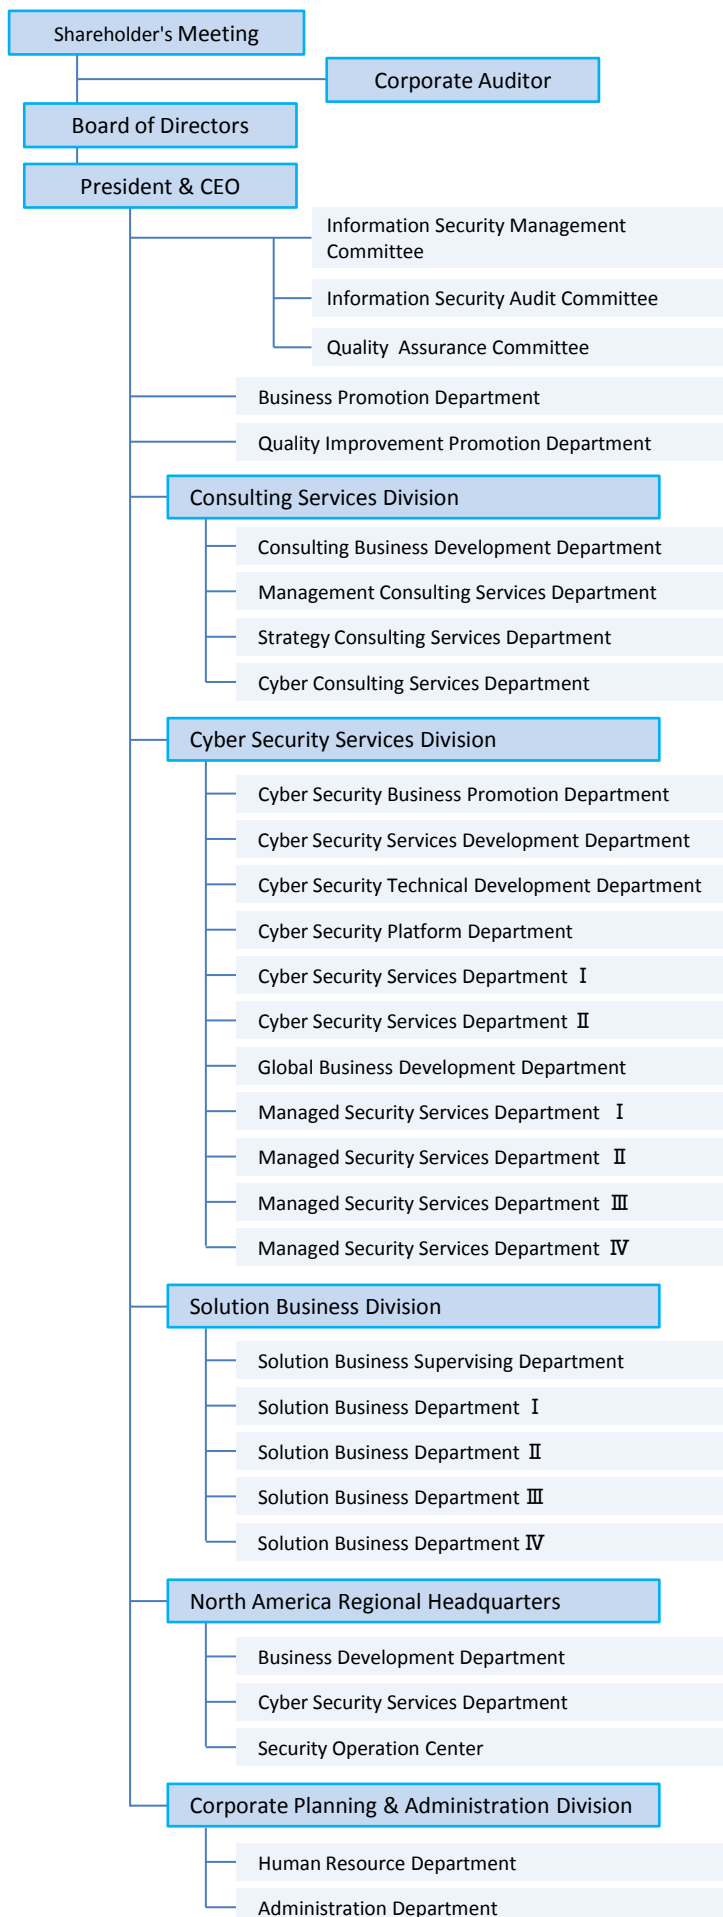 Shareholder's Meeting
Corporate Auditor
Board of Directors
President & CEO
Information Security Management
Committee
Information Security Audit Committee
Quality  Assurance Committee
Business Promotion Department
Quality Improvement Promotion Department
Consulting Services Division
Consulting Business Development Department
Management Consulting Services Department
Strategy Consulting Services Department
Cyber Consulting Services Department
Cyber Security Services Division
Cyber Security Business Promotion Department
Cyber Security Services Development Department
Cyber Security Technical Development Department
Cyber Security Platform Department
Cyber Security Services Department Ⅰ
Cyber Security Services Department Ⅱ
Global Business Development Department
Managed Security Services Department Ⅰ
Managed Security Services Department Ⅱ
Managed Security Services Department Ⅲ
Managed Security Services Department Ⅳ
Solution Business Division
Solution Business Supervising Department
Solution Business Department Ⅰ
Solution Business Department Ⅱ
Solution Business Department Ⅲ
Solution Business Department Ⅳ
North America Regional Headquarters
Business Development Department
Cyber Security Services Department
Security Operation Center
Corporate Planning & Administration Division
Human Resource Department
Administration Department